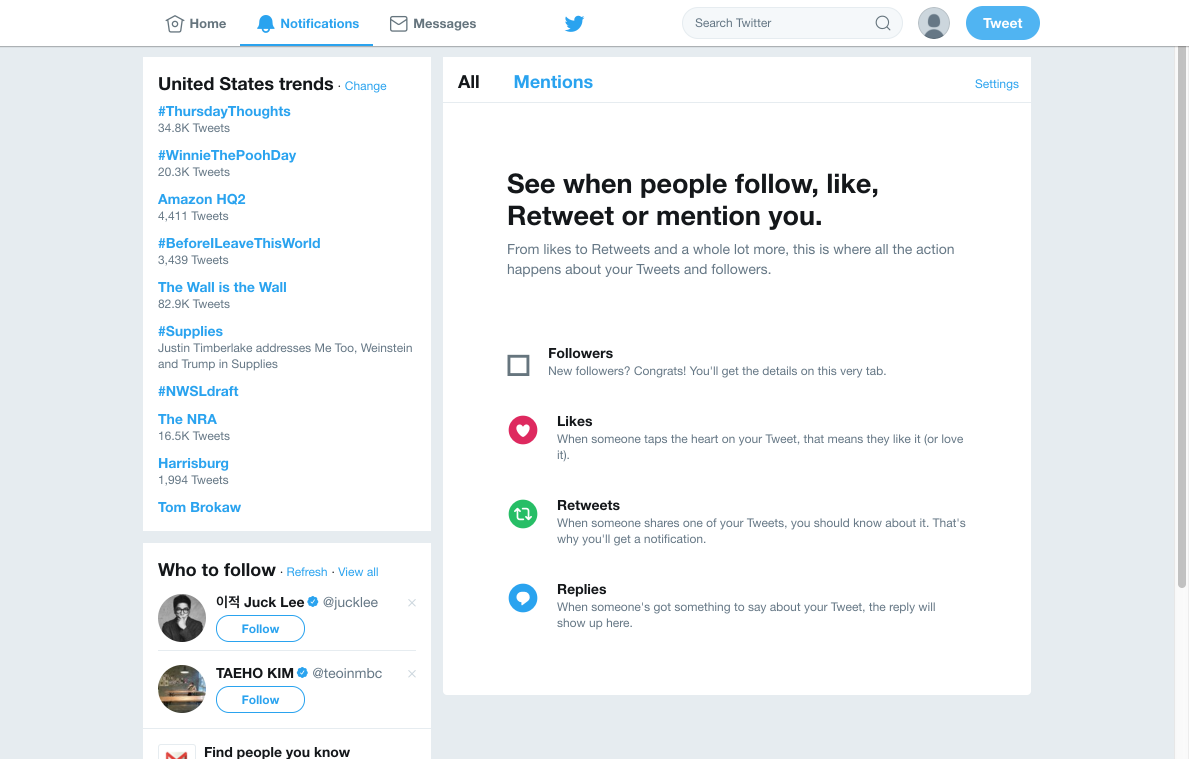 Home
Notifications
Messages
Search Twitter
Tweet
United States trends · Change
#ThursdayThoughts
34.8K Tweets
#WinnieThePoohDay
20.3K Tweets
Amazon HQ2
4,411 Tweets
#BeforeILeaveThisWorld
3,439 Tweets
The Wall is the Wall
82.9K Tweets
#Supplies
Justin Timberlake addresses Me Too, Weinstein
and Trump in Supplies
#NWSLdraft
The NRA
16.5K Tweets
Harrisburg
1,994 Tweets
Tom Brokaw
Who to follow · Refresh · View all
이적 Juck Lee @jucklee
Follow
TAEHO KIM @teoinmbc
Follow
Find people you know
All
Mentions
Settings
See when people follow, like,
Retweet or mention you.
From likes to Retweets and a whole lot more, this is where all the action
happens about your Tweets and followers.
Followers
New followers? Congrats! You'll get the details on this very tab.
Likes
When someone taps the heart on your Tweet, that means they like it (or love
it).
Retweets
When someone shares one of your Tweets, you should know about it. That's
why you'll get a notification.
Replies
When someone's got something to say about your Tweet, the reply will
show up here.